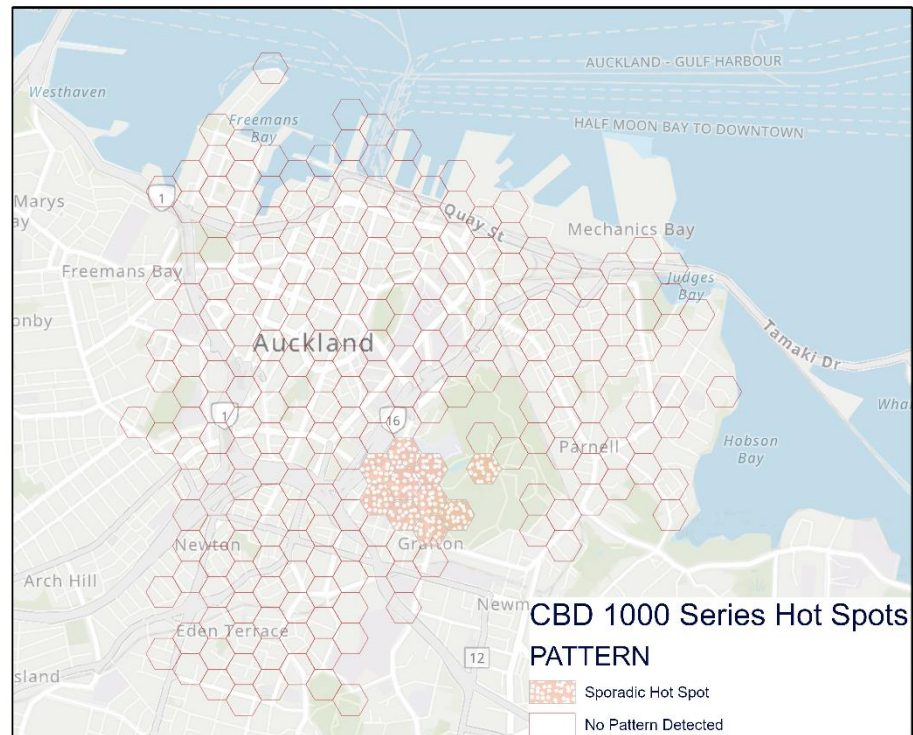 AUCKLAND - GULF HARBOUR
Westhaven
Freemans
Bay
HALF MOON BAY TO DOWNTOWN
1
Marys
ay
Quay St
Mechanics Bay
Freemans Bay
Judges
Bay
onby
Auckland
Tamaki Dr
1
16
Wha
Parnell
Hobson
Bay
Newton
Grafton
Arch Hill
Newm
CBD 1000 Series Hot Spots
Eden Terrace
PATTERN
12
sland
Sporadic Hot Spot
No Pattern Detected